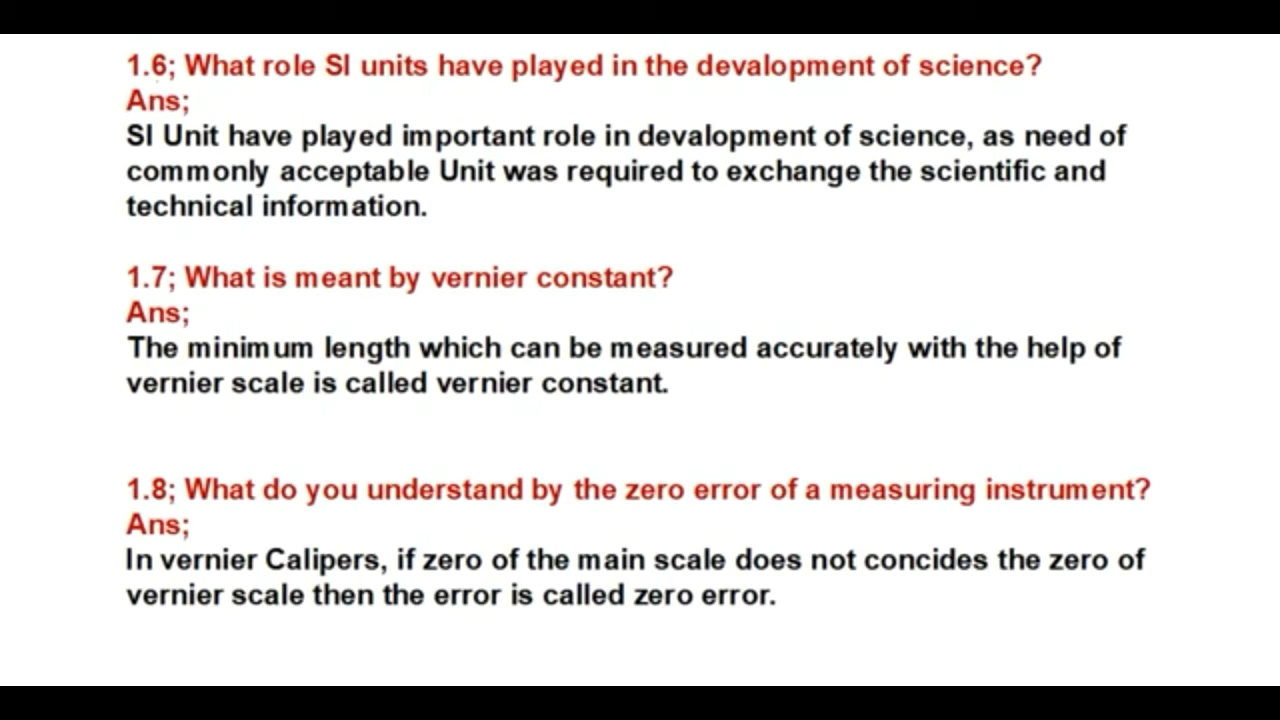 1.6; What role SI units have played in the devalopment of science?
Ans;
SI Unit have played important role in devalopment of science, as need of
commonly acceptable Unit was required to exchange the scientific and
technical information.
1.7; What is meant by vernier constant?
Ans;
The minimum length which can be measured accurately with the help of
vernier scale is called vernier constant.
1.8; What do you understand by the zero error of a measuring instrument?
Ans;
In vernier Calipers, if zero of the main scale does not concides the zero of
vernier scale then the error is called zero error.